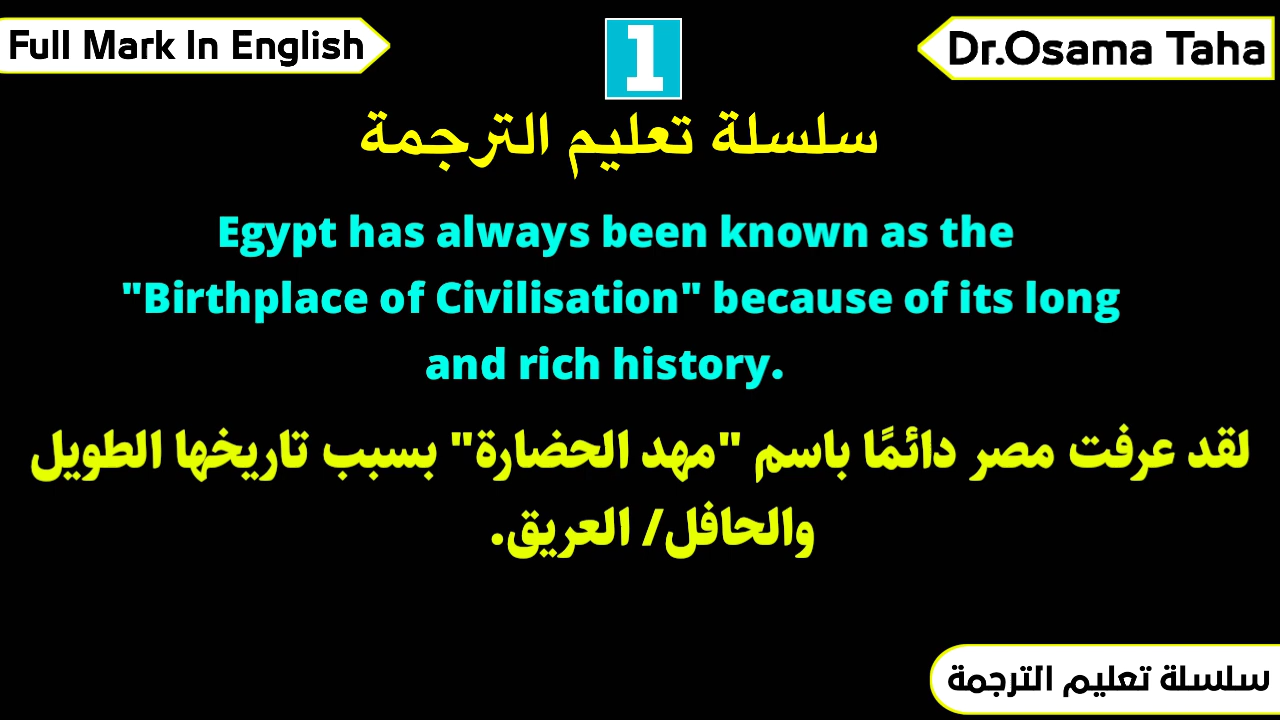 Full Mark In English
1
Dr.Osama Taha
سلسلة تعليم الترجمة
Egypt has always been known as the
"Birthplace of Civilisation" because of its long
and rich history.
لقد عرفت مصر دائمًا باسم "مهد الحضارة" بسبب تاريخها الطويل
والحافل/ العريق.
سلسلة تعليم الترجمة